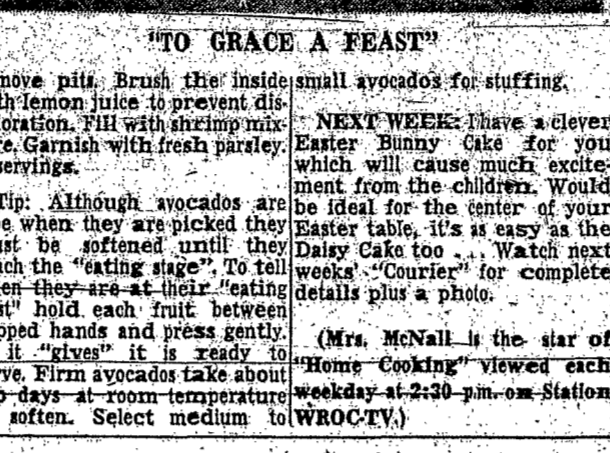 "TO GRACE A FEAST"
move pits. Brush the inside
th lemon juice to prevent dis-
oration. Fill with shrimp mix-
re. Garnish with fresh parsley.
servings.
Tip: Although avocados are
e when they are picked they
ust be softened until they
ach the "eating stage". To tell
en they are at their "eating
st" hold each fruit between
pped hands and press gently.
it "gives" it is ready to
rve. Firm avocados take about
days at room temperature
soften. Select medium to
small avocados for stuffing.
NEXT WEEK: I have a clever
Easter Bunny Cake for you
which will cause much excite-
ment from the children. Would
be ideal for the center of your
Easter table, it's as easy as the
Daisy Cake too . . . Watch next
weeks' "Courier" for complete
details plus a photo.
(Mrs. McNall is the star of
"Home Cooking" viewed each
weekday at 2:30 p.m. on Station
WROC-TV.)